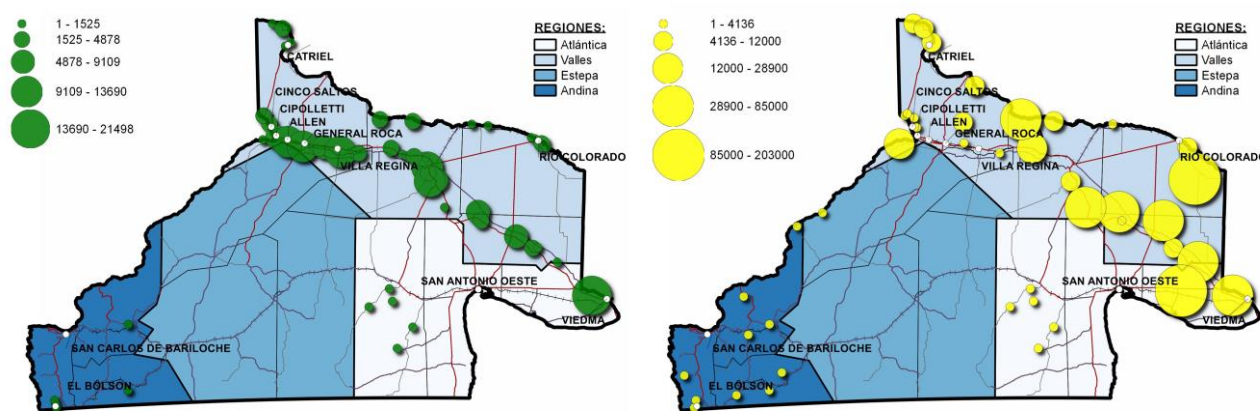 1 - 1525
1525 - 4878
4878 - 9109
9109 - 13690
13690 - 21498
REGIONES:
Atlántica
Valles
Estepa
Andina
CATRIEL
CINCO SALTOS
CIPOLLETTI
ALLEN
GENERAL ROCA
VILLA REGINA
RIO COLORADO
SAN ANTONIO OESTE
VIEDMA
SAN CARLOS DE BARILOCHE
EL BOLSON
1 - 4136
4136 - 12000
12000 - 28900
28900 - 85000
85000 - 203000
REGIONES:
Atlántica
Valles
Estepa
Andina
CATRIEL
CINCO SALTOS
CIPOLLETTI
ALLEN
GENERAL ROCA
VILLA REGINA
RIO COLORADO
SAN ANTONIO OESTE
VIEDMA
SAN CARLOS DE BARILOCHE
EL BOLSON